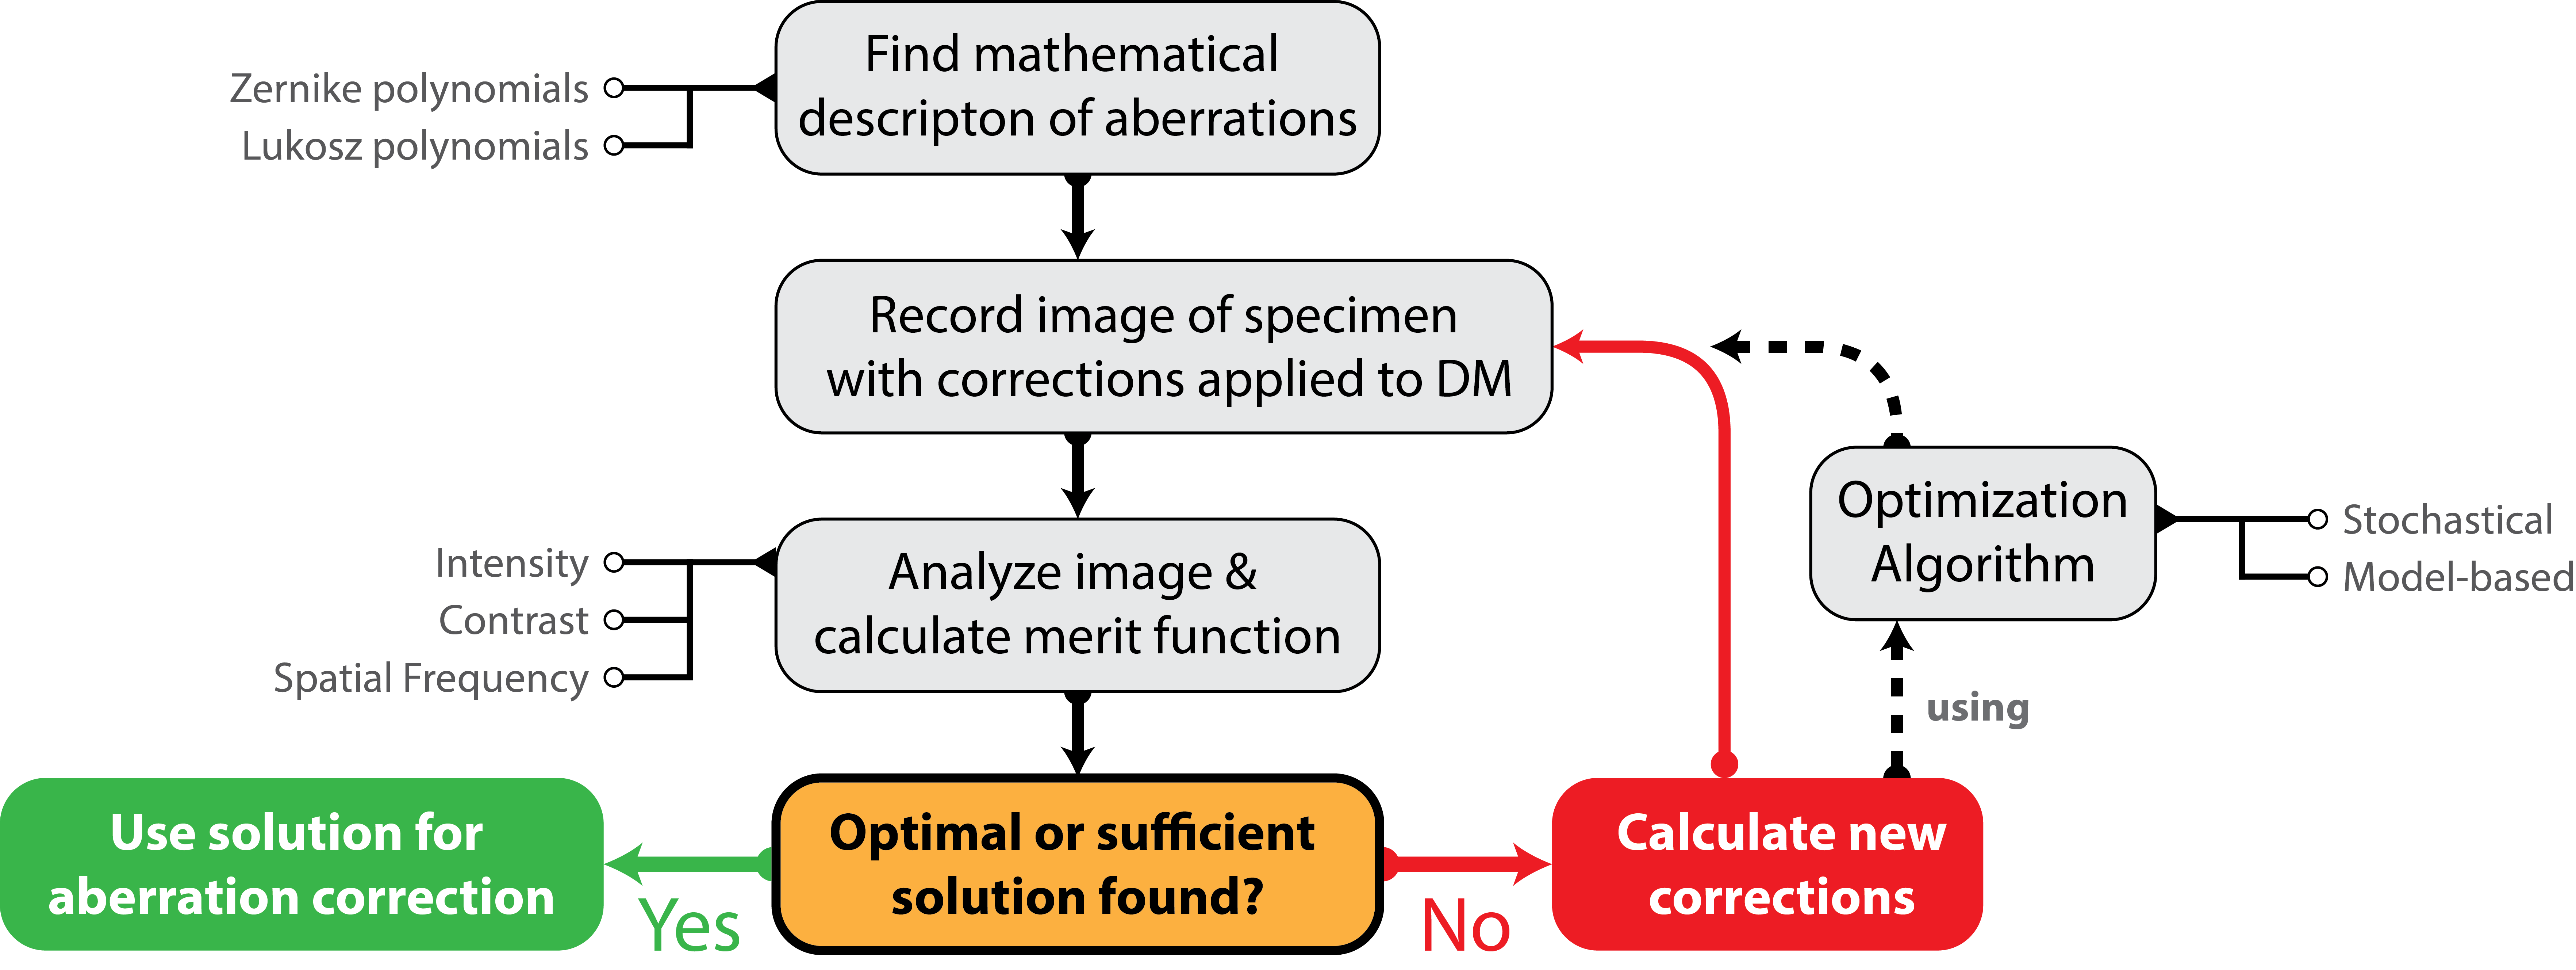 Find mathematical
descripton of aberrations
Zernike polynomials
Lukosz polynomials
Record image of specimen
with corrections applied to DM
Optimization
Algorithm
Stochastical
Model-based
Analyze image &
calculate merit function
Intensity
Contrast
Spatial Frequency
using
Use solution for
aberration correction
Yes
Optimal or sufficient
solution found?
No
Calculate new
corrections